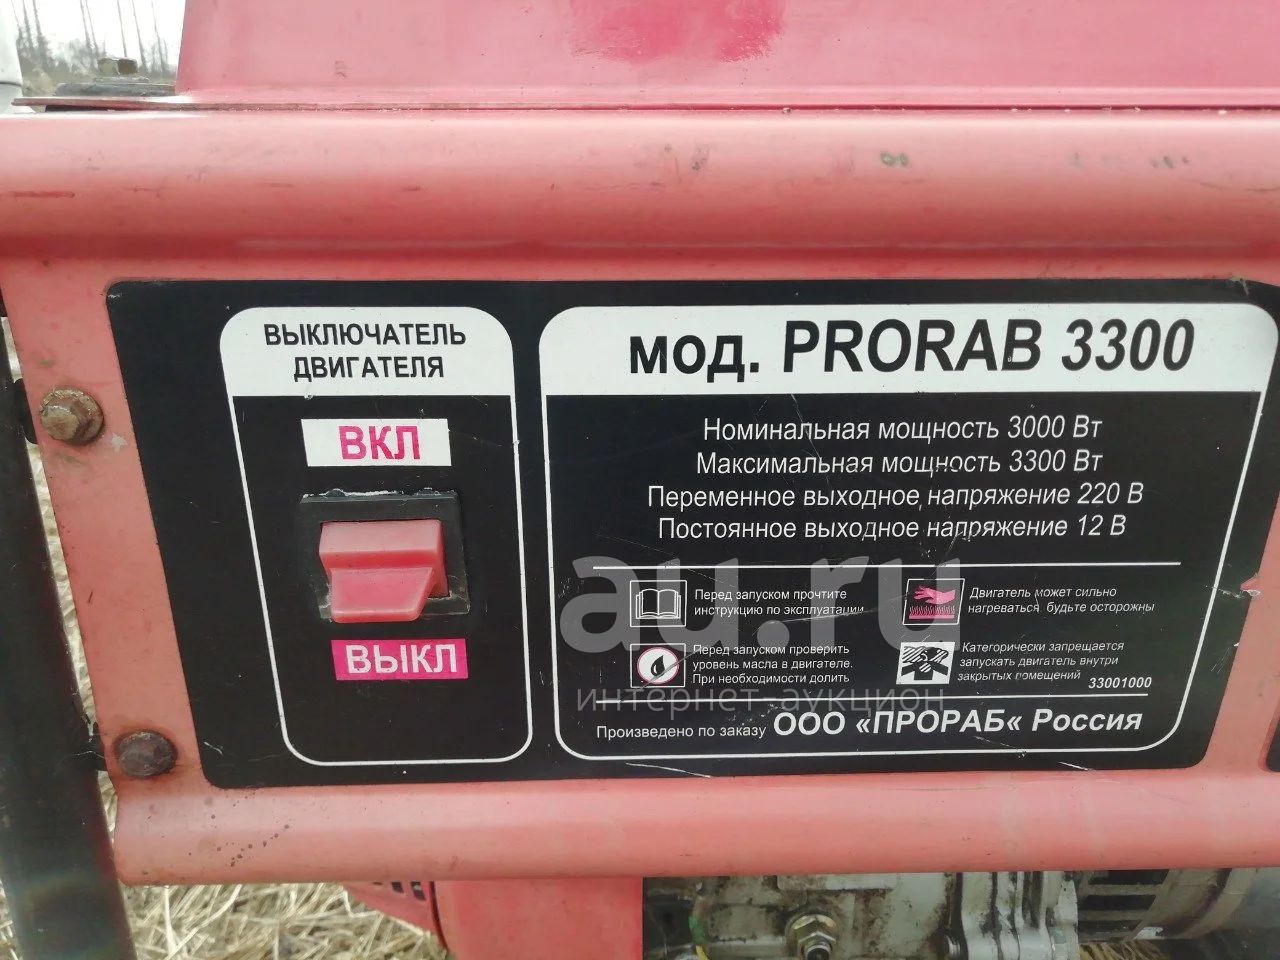 ВЫКЛЮЧАТЕЛЬ
ДВИГАТЕЛЯ
ВКЛ
ВЫКЛ
мод. PRORAB 3300
Номинальная мощность 3000 Вт
Максимальная мощность 3300 Вт
Переменное выходное напряжение 220 В
Постоянное выходное напряжение 12 В
Перед запуском прочтите
инструкцию по эксплуатации
Двигатель может сильно
нагреваться, будьте осторожны
Перед запуском проверить
уровень масла в двигателе.
При необходимости долить
Категорически запрещается
запускать двигатель внутри
закрытых помещений
33001000
Произведено по заказу ООО «ПРОРАБ« Россия
au.ru
интернет-аукцион